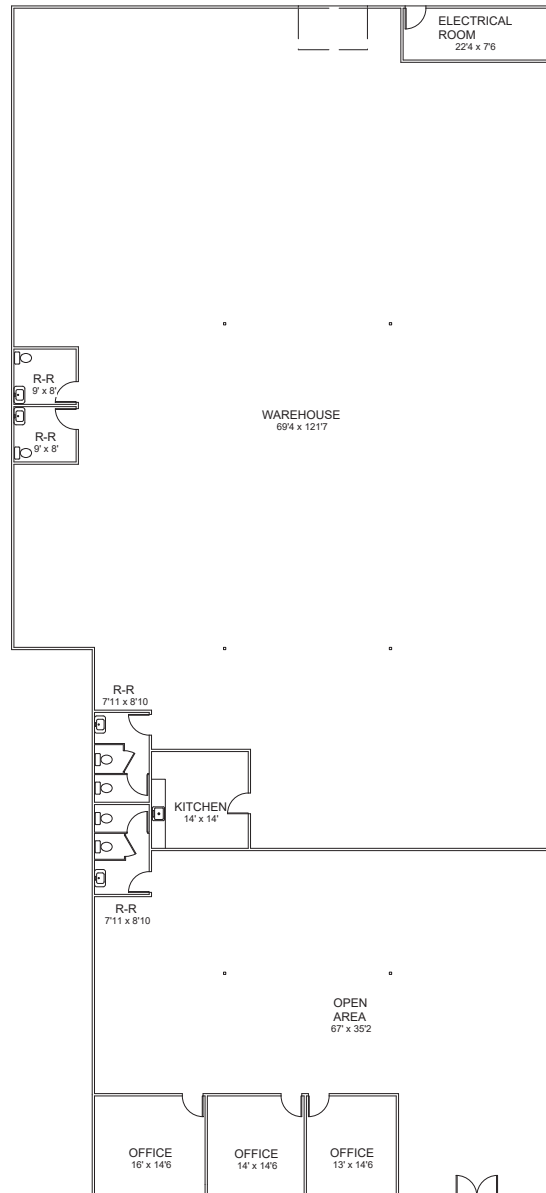 ELECTRICAL
ROOM
22'4 x 7'6
R-R
9' x 8'
WAREHOUSE
69'4 x 121'7
R-R
9' x 8'
R-R
7'11 x 8'10
KITCHEN
14' x 14'
R-R
7'11 x 8'10
OPEN
AREA
67' x 35'2
OFFICE
16' x 14'6
OFFICE
14' x 14'6
OFFICE
13' x 14'6